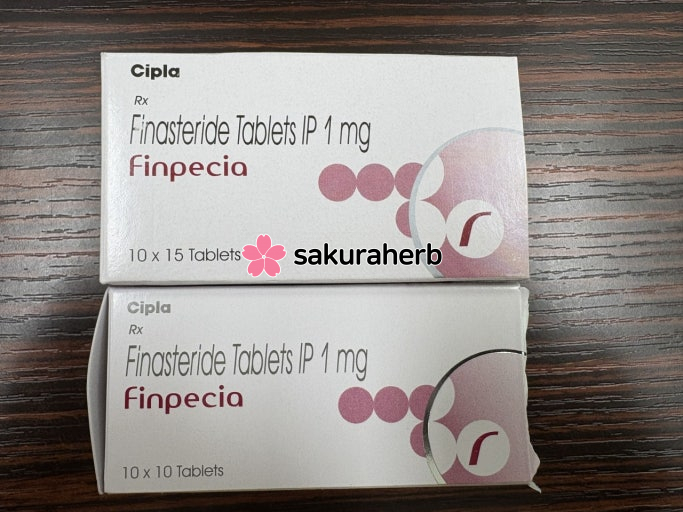 Cipla
Rx
Finasteride Tablets IP 1 mg
Finpecia
10 x 15 Tablets
sakuraherb
Cipla
Rx
Finasteride Tablets IP 1 mg
Finpecia
10 x 10 Tablets